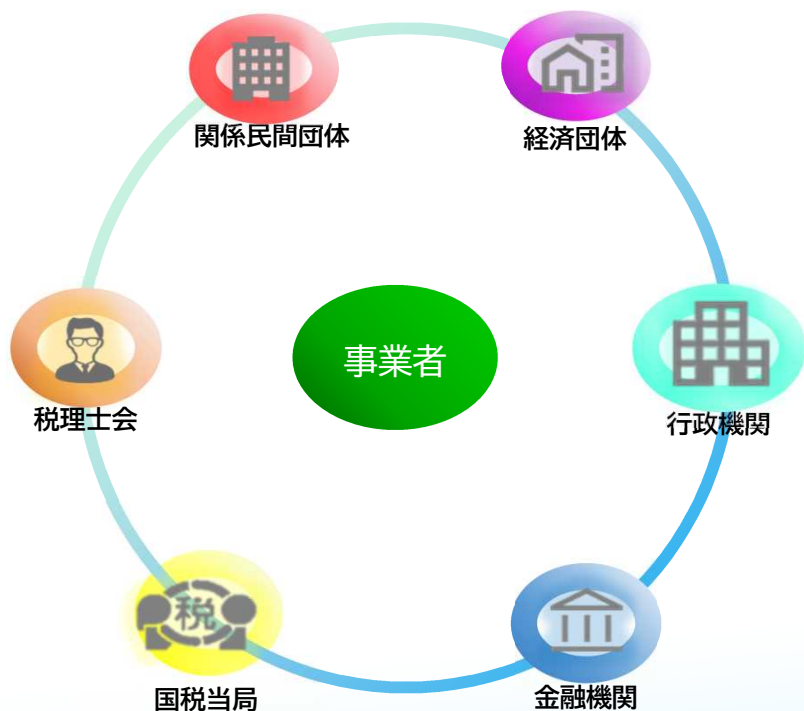 関係民間団体
経済団体
事業者
税理士会
行政機関
税
国税当局
金融機関